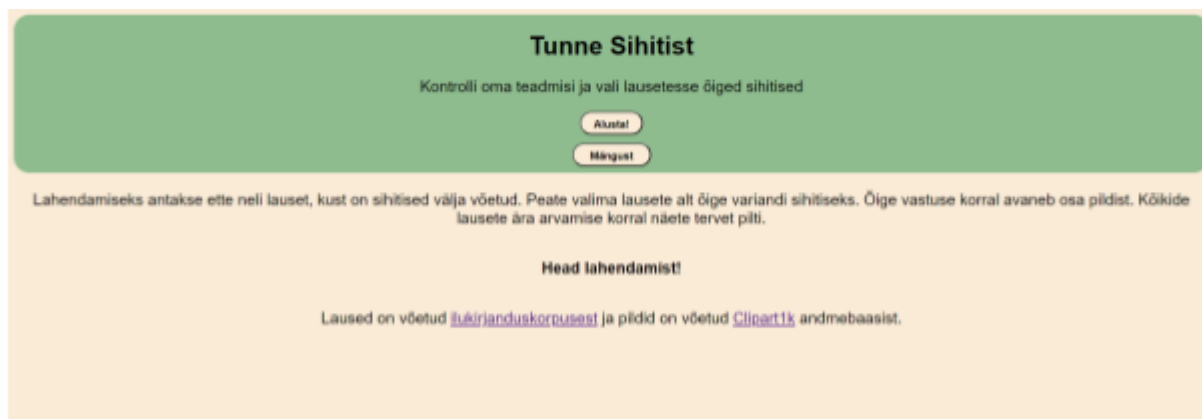 Tunne Sihitist
Kontrolli oma teadmisi ja vali lausetesse õiged sihitised
Alusta!
Mängust
Lahendamiseks antakse ette neli lauset, kust on sihitised välja võetud. Peate valima lausete alt õige variandi sihitiseks. Õige vastuse korral avaneb osa pildist. Kõikide
lausete ära arvamise korral näete tervet pilti.
Head lahendamist!
Laused on võetud ilukirjanduskorpusest ja pildid on võetud Clipart1k andmebaasist.